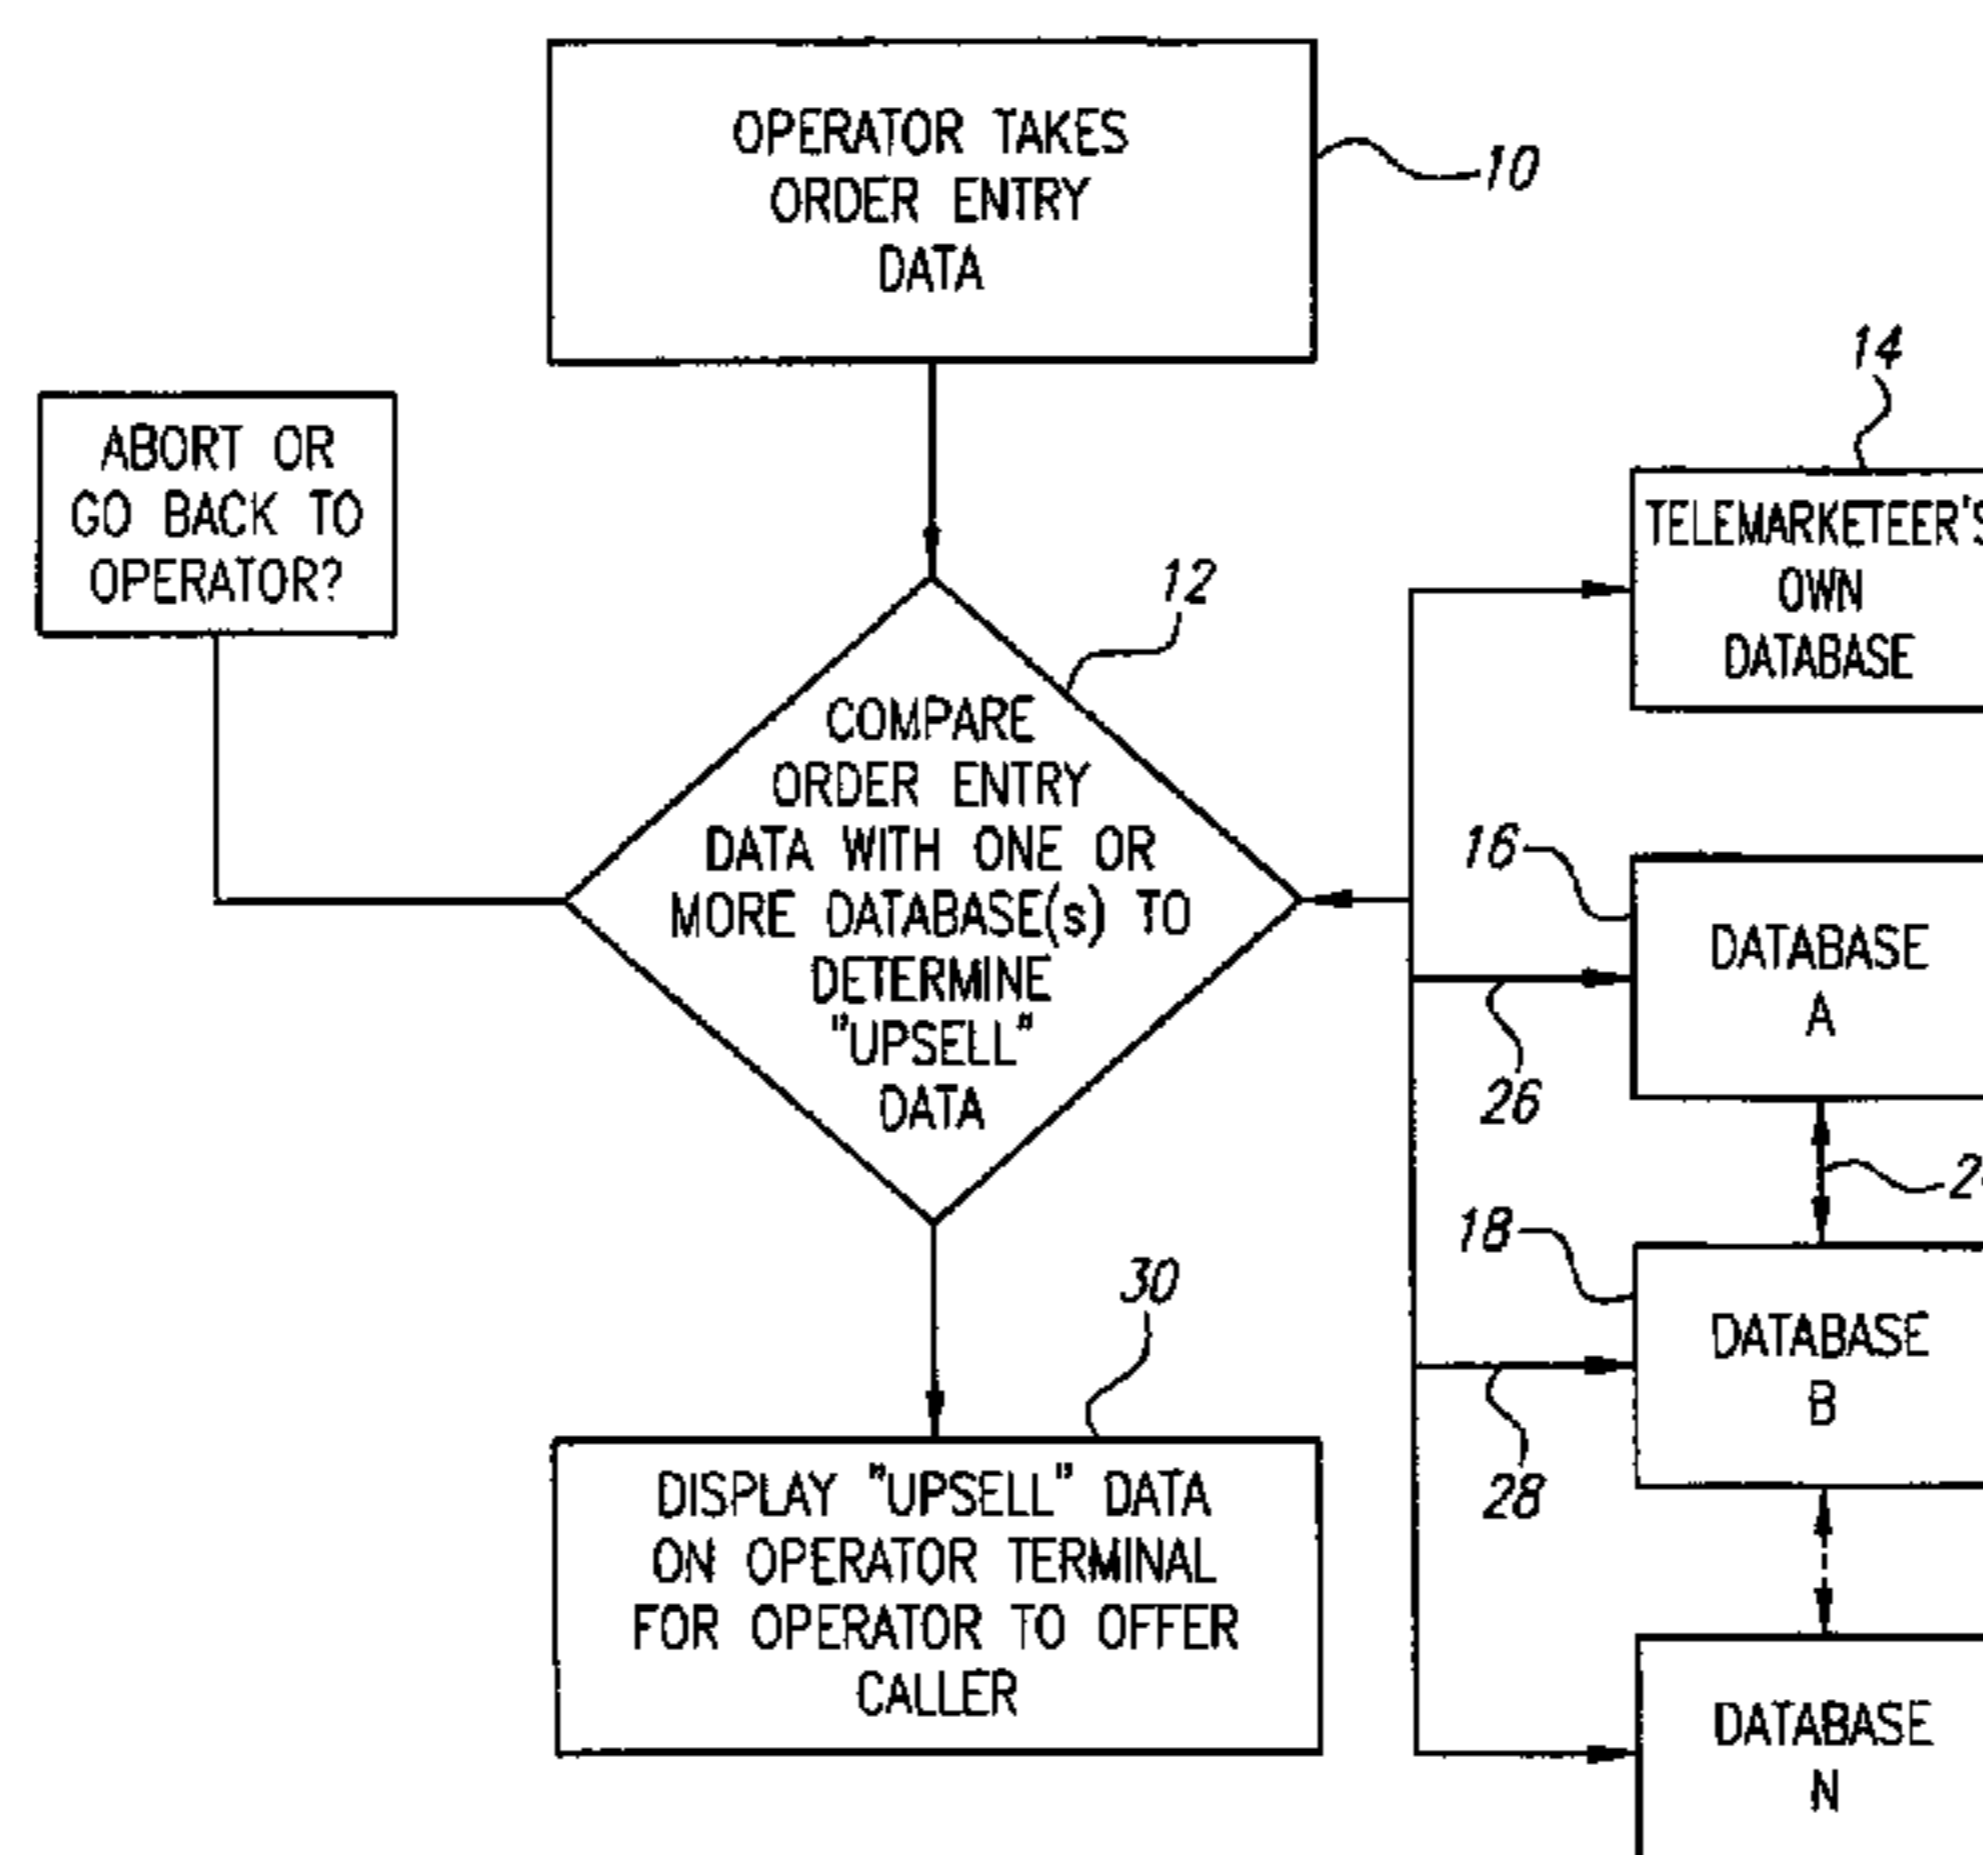 OPERATOR TAKES
ORDER ENTRY
DATA
10
ABORT OR
GO BACK TO
OPERATOR?
12
COMPARE
ORDER ENTRY
DATA WITH ONE OR
MORE DATABASE(s) TO
DETERMINE
"UPSELL"
DATA
14
TELEMARKETEER'S
OWN
DATABASE
16
DATABASE
A
26
18
DATABASE
B
28
30
DISPLAY "UPSELL" DATA
ON OPERATOR TERMINAL
FOR OPERATOR TO OFFER
CALLER
DATABASE
N